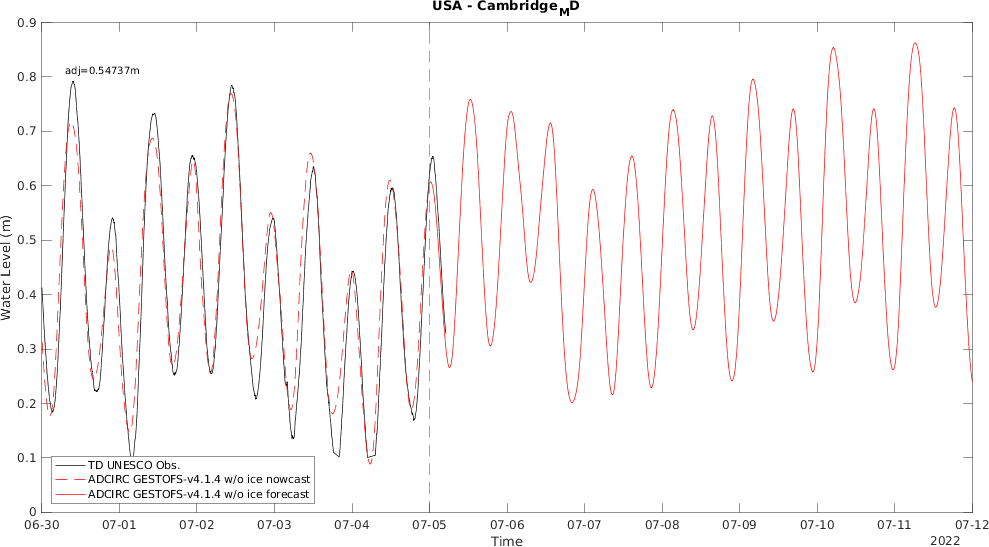 USA - Cambridge_MD
adj=0.54737m
0.9
0.8
0.7
0.6
0.5
0.4
0.3
0.2
0.1
0
Water Level (m)
TD UNESCO Obs.
ADCIRC GESTOFS-v4.1.4 w/o ice nowcast
ADCIRC GESTOFS-v4.1.4 w/o ice forecast
06-30 07-01 07-02 07-03 07-04 07-05 07-06 07-07 07-08 07-09 07-10 07-11 07-12
Time
2022